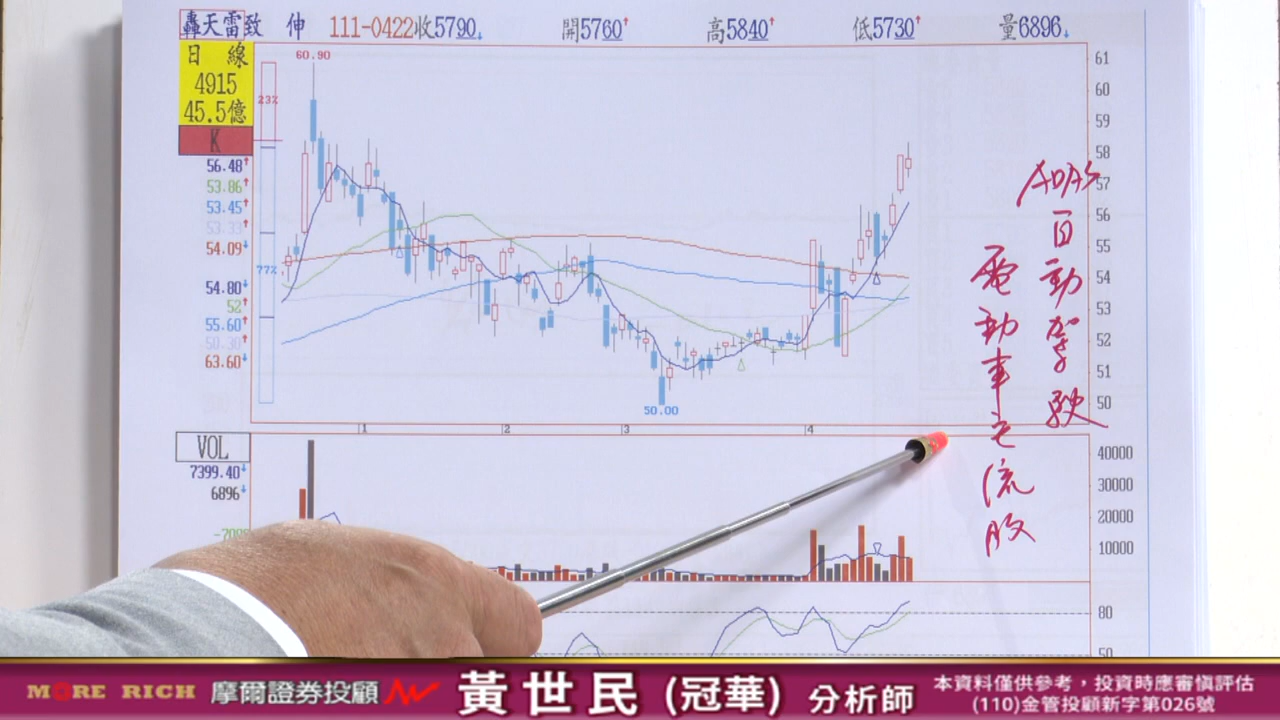 轟天雷致 伸 111-0422收5790↓ 開5760↑ 高5840↑ 低5730↑ 量6896↓
日 線
4915
45.5億
K
56.48↑
53.86↑
53.45↑
53.33↑
54.09↓
54.80↓
52↑
55.60↑
50.30↑
63.60↓
60.90
23%
77%
50.00
61
60
59
58
57
56
55
54
53
52
51
50
1 2 3 4
VOL
7399.40↓
6896↓
40000
30000
20000
10000
80
50
ADAS
自動駕駛
電動車主流股
MORE RICH 摩爾證券投顧 黃世民(冠華) 分析師
本資料僅供參考，投資時應審慎評估
(110)金管投顧新字第026號